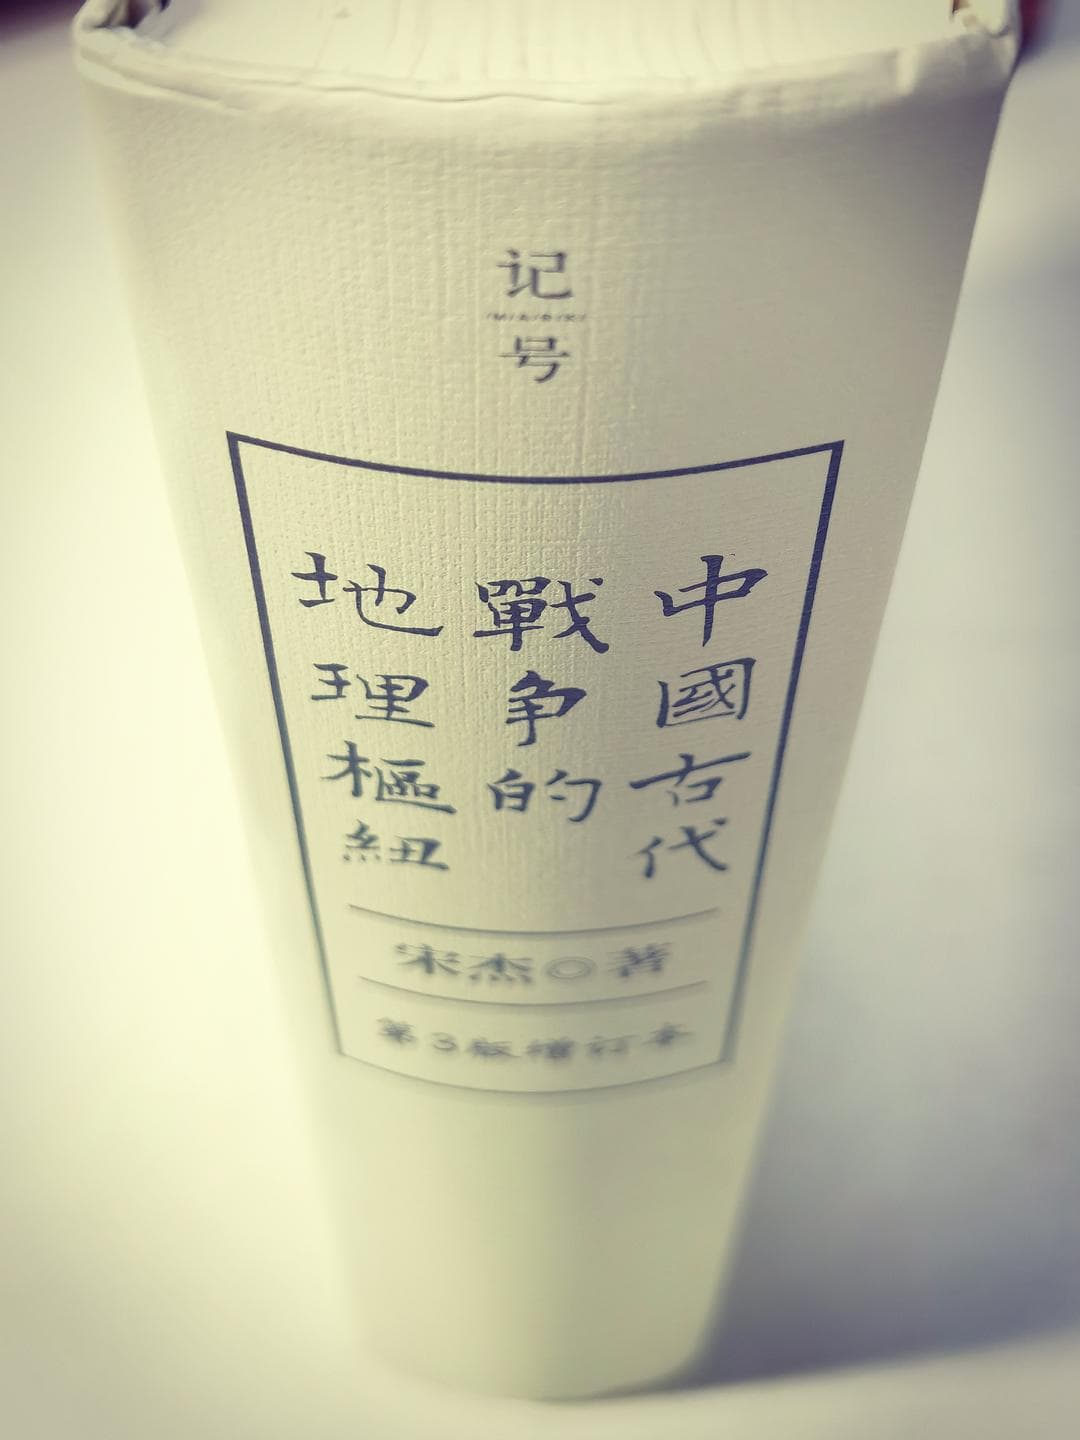 记
/M/A/R/K/
号
中國古代
戰争的
地理樞紐
宋杰◎著
第3版增订本